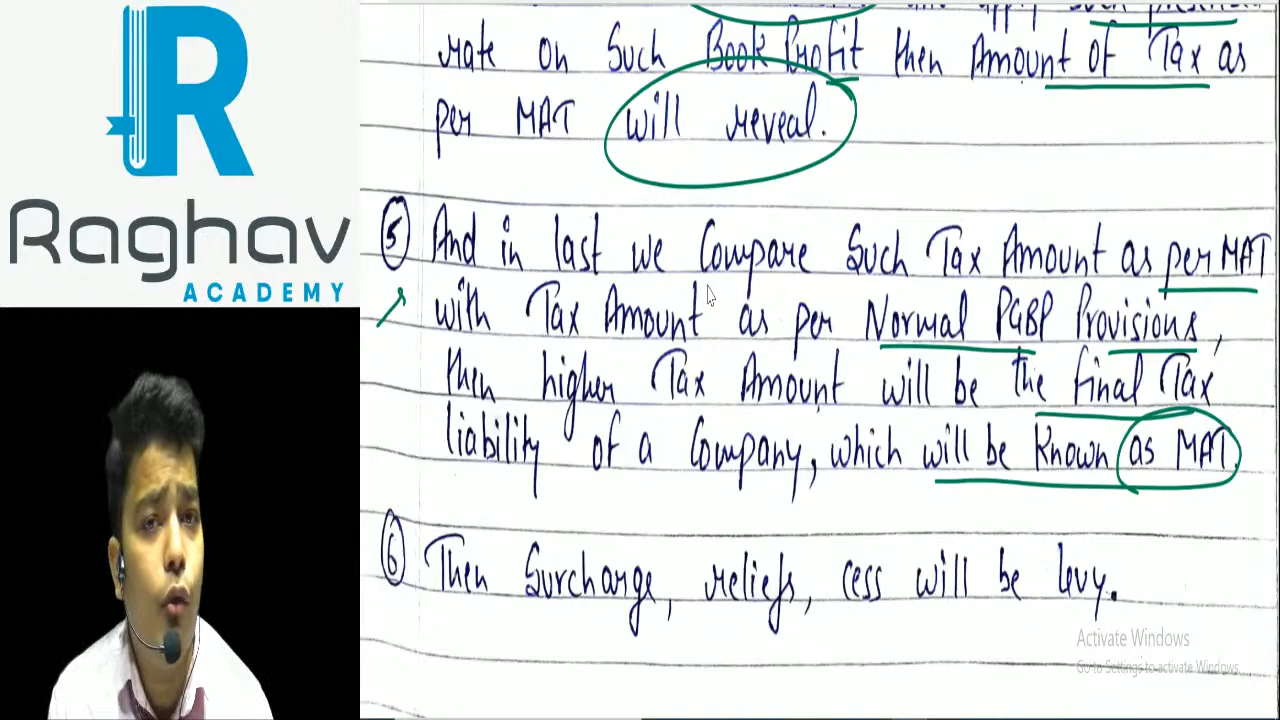 R
Raghav
ACADEMY
and apply such
rate on Such Book Profit then Amount of Tax as
per MAT will reveal.
⑤ And in last we Compare Such Tax Amount as per MAT
with Tax Amount as per Normal PGBP Provisions,
then higher Tax Amount will be the final Tax
liability of a Company, which will be known as MAT.
⑥ Then Surcharge, reliefs, cess will be levy.
Activate Windows
Go to Settings to activate Windows.